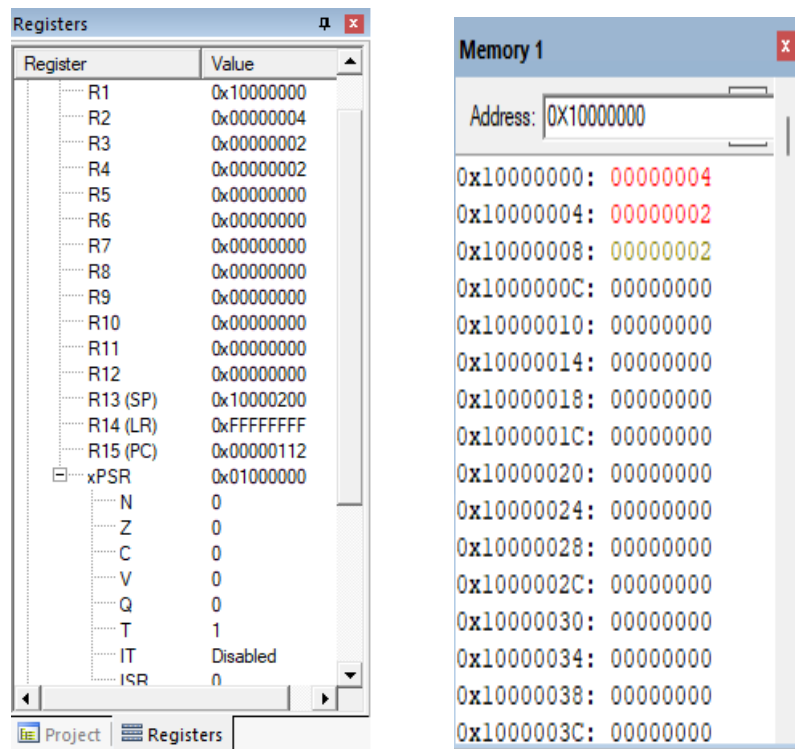 Registers
Register Value
R1 0x10000000
R2 0x00000004
R3 0x00000002
R4 0x00000002
R5 0x00000000
R6 0x00000000
R7 0x00000000
R8 0x00000000
R9 0x00000000
R10 0x00000000
R11 0x00000000
R12 0x00000000
R13 (SP) 0x10000200
R14 (LR) 0xFFFFFFFF
R15 (PC) 0x00000112
xPSR 0x01000000
N 0
Z 0
C 0
V 0
Q 0
T 1
IT Disabled
ISR 0
Project Registers
Memory 1
Address: 0X10000000
0x10000000: 00000004
0x10000004: 00000002
0x10000008: 00000002
0x1000000C: 00000000
0x10000010: 00000000
0x10000014: 00000000
0x10000018: 00000000
0x1000001C: 00000000
0x10000020: 00000000
0x10000024: 00000000
0x10000028: 00000000
0x1000002C: 00000000
0x10000030: 00000000
0x10000034: 00000000
0x10000038: 00000000
0x1000003C: 00000000